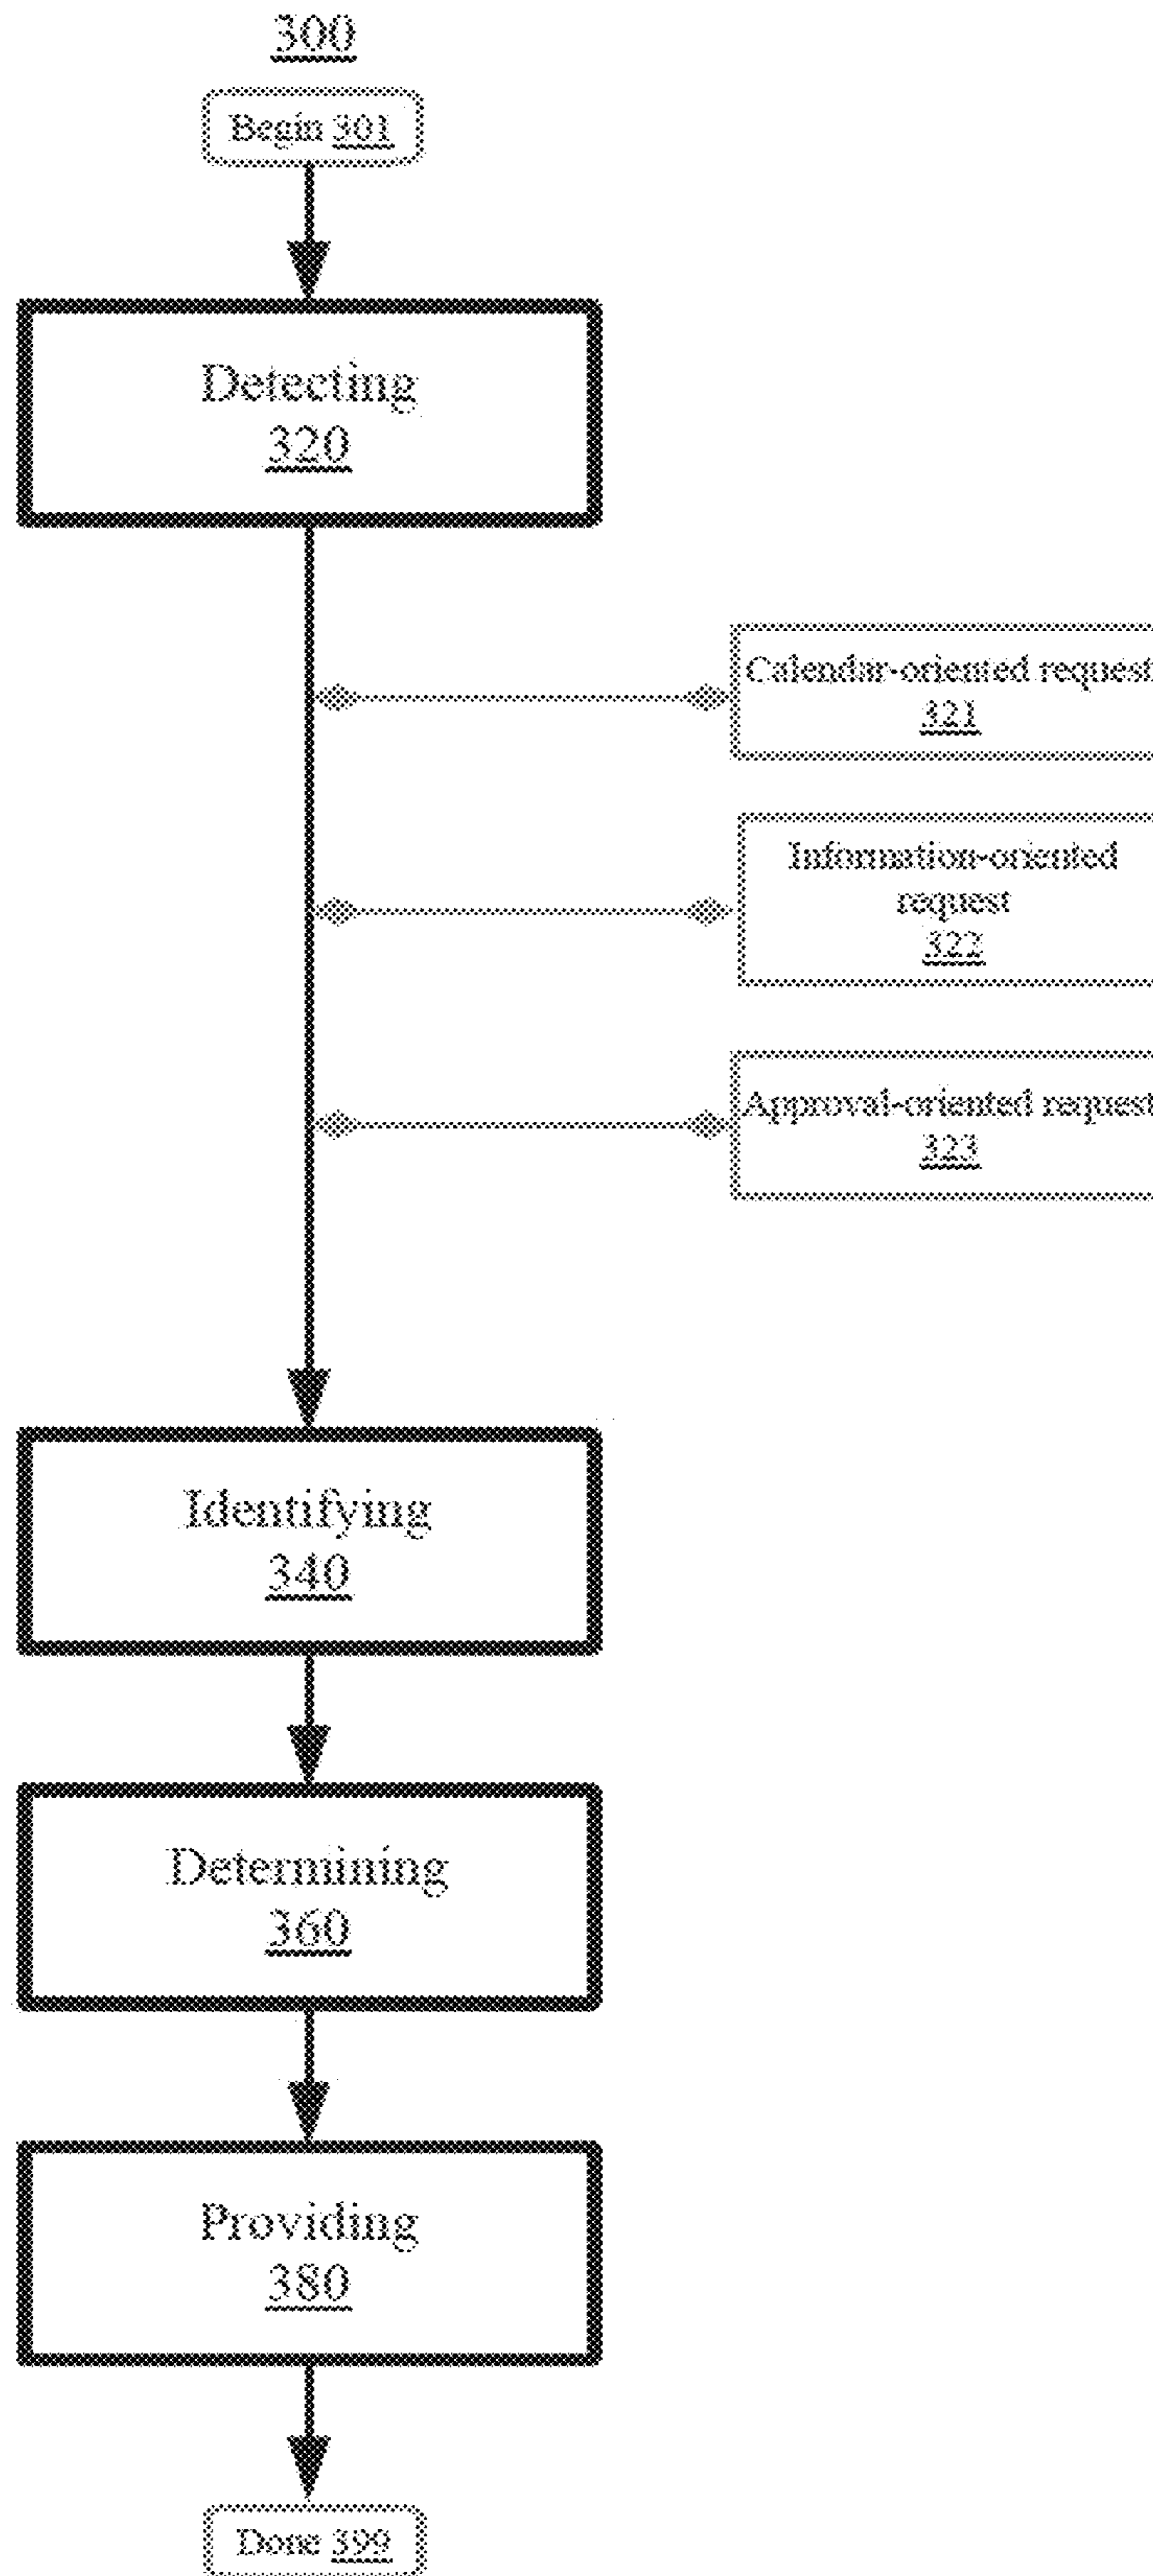 300
Begin 301
Detecting
320
Calendar-oriented request
321
Information-oriented
request
322
Approval-oriented request
323
Identifying
340
Determining
360
Providing
380
Done 399